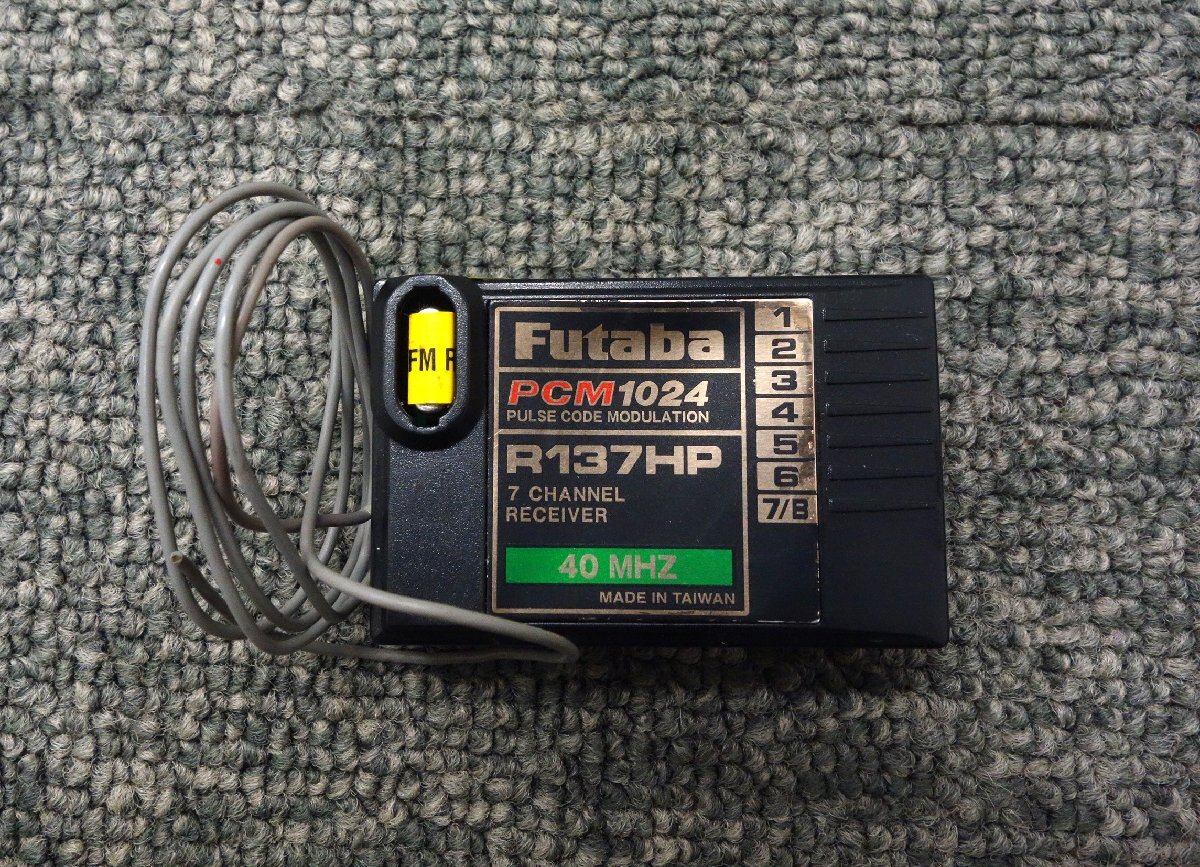 FM R
Futaba
PCM1024
PULSE CODE MODULATION
R137HP
7 CHANNEL
RECEIVER
40 MHZ
MADE IN TAIWAN
1
2
3
4
5
6
7/B